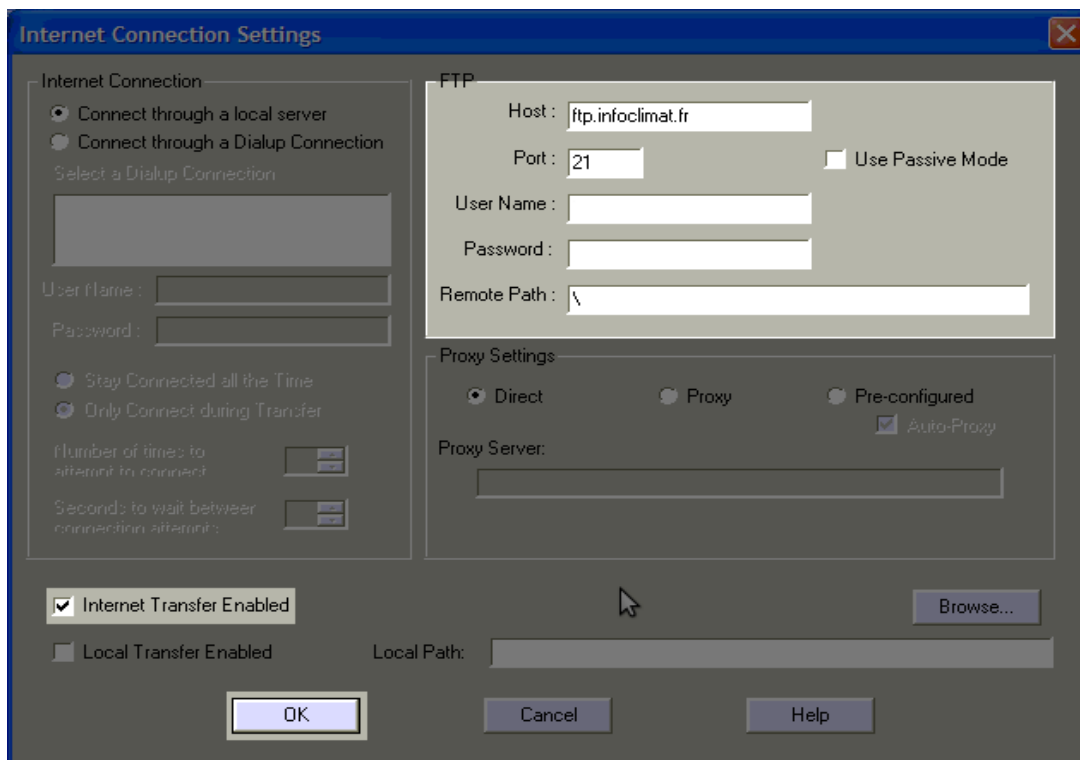 Internet Connection Settings
Internet Connection
Connect through a local server
Connect through a Dialup Connection
Select a Dialup Connection
User Name :
Password :
Stay Connected all the Time
Only Connect during Transfer
Number of times to
attempt to connect
Seconds to wait between
connection attempts
FTP
Host : ftp.infoclimat.fr
Port : 21 Use Passive Mode
User Name :
Password :
Remote Path : \
Proxy Settings
Direct Proxy Pre-configured
Auto-Proxy
Proxy Server:
Internet Transfer Enabled
Browse...
Local Transfer Enabled Local Path:
OK Cancel Help